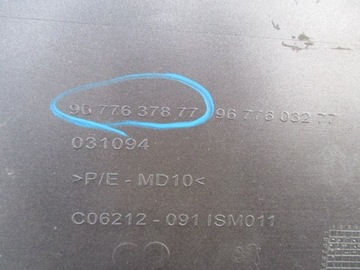 96 776 378 77 96 776 032 77
031094
>P/E - MD10<
C06212 - 091 ISM011